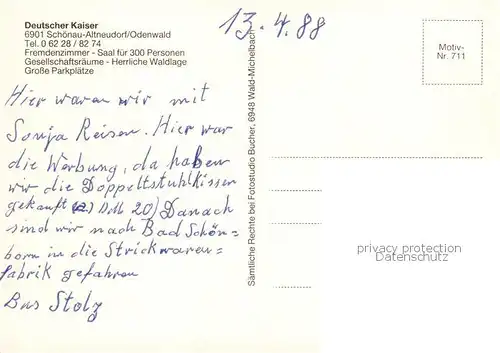 Deutscher Kaiser
6901 Schönau-Altneudorf/Odenwald
Tel. 0 62 28 / 82 74
Fremdenzimmer - Saal für 300 Personen
Gesellschaftsräume - Herrliche Waldlage
Große Parkplätze
13.4.88
Motiv-
Nr. 711
Hier waren wir mit
Sonja Reisen. Hier war
die Werbung, da haben
wir die Doppeltstuhlkissen
gekauft (2) DM 20) Danach
sind wir nach Bad Schön=
born in die Strickwaren=
fabrik gefahren
Bus Stolz
Sämtliche Rechte bei Fotostudio Bucher, 6948 Wald-Michelbach
privacy protection
Datenschutz